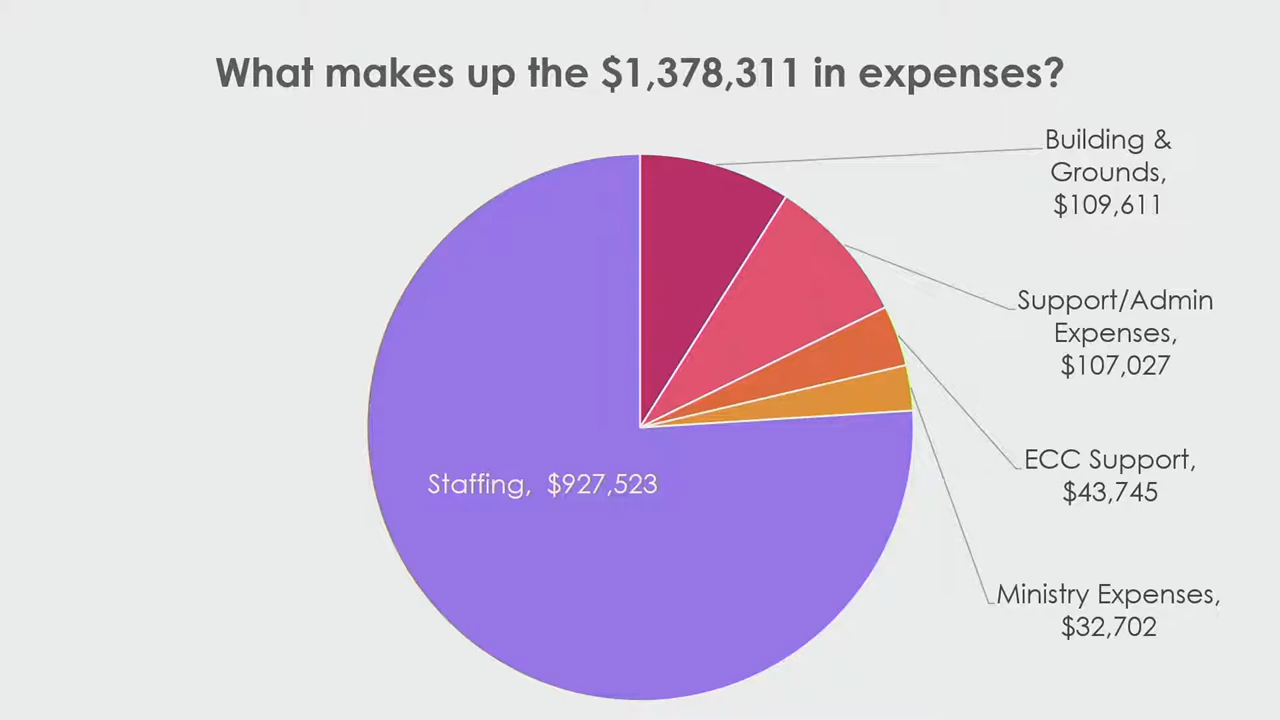 What makes up the $1,378,311 in expenses?
Building &
Grounds,
$109,611
Support/Admin
Expenses,
$107,027
ECC Support,
$43,745
Staffing,  $927,523
Ministry Expenses,
$32,702